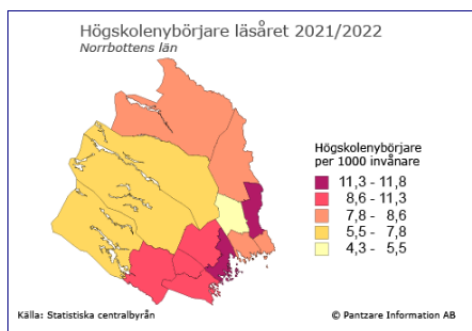 Högskolenybörjare läsåret 2021/2022
Norrbottens län
Högskolenybörjare
per 1000 invånare
11,3 - 11,8
8,6 - 11,3
7,8 - 8,6
5,5 - 7,8
4,3 - 5,5
Källa: Statistiska centralbyrån
© Pantzare Information AB